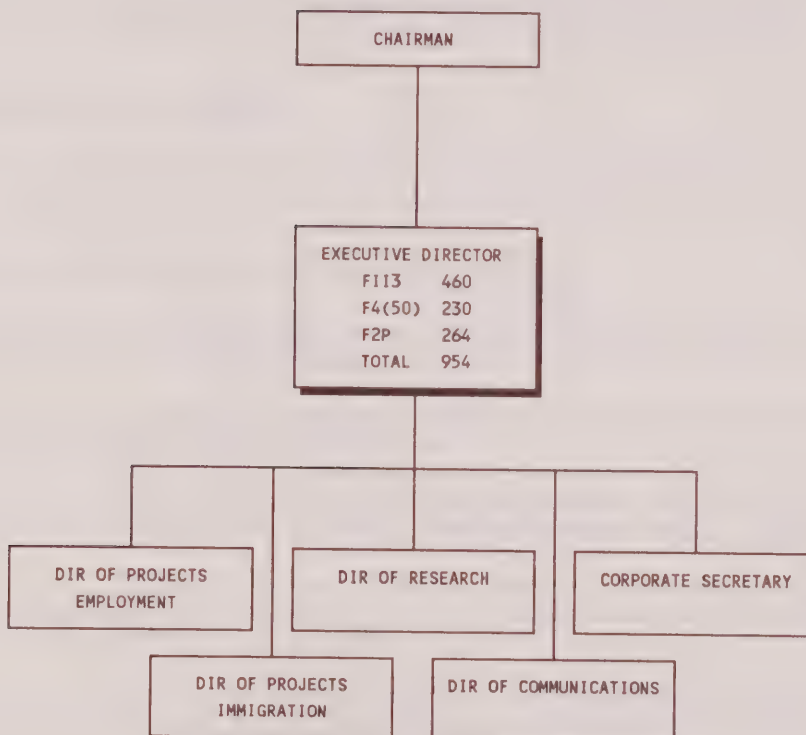 CHAIRMAN
EXECUTIVE DIRECTOR
FII3 460
F4(50) 230
F2P 264
TOTAL 954
DIR OF PROJECTS
EMPLOYMENT
DIR OF RESEARCH
CORPORATE SECRETARY
DIR OF PROJECTS
IMMIGRATION
DIR OF COMMUNICATIONS